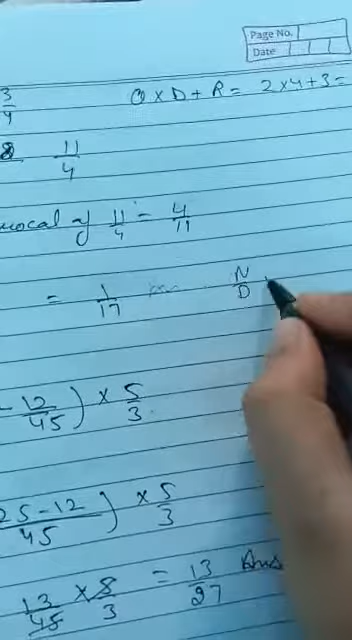 Page No.
Date
3/4 Q × D + R = 2×4+3 =
11/4
rocal of 11/4 = 4/11
= 1/17 N/D
- 12/45) × 5/3
25-12/45) × 5/3
13/45 × 5/3 = 13/27 Ans